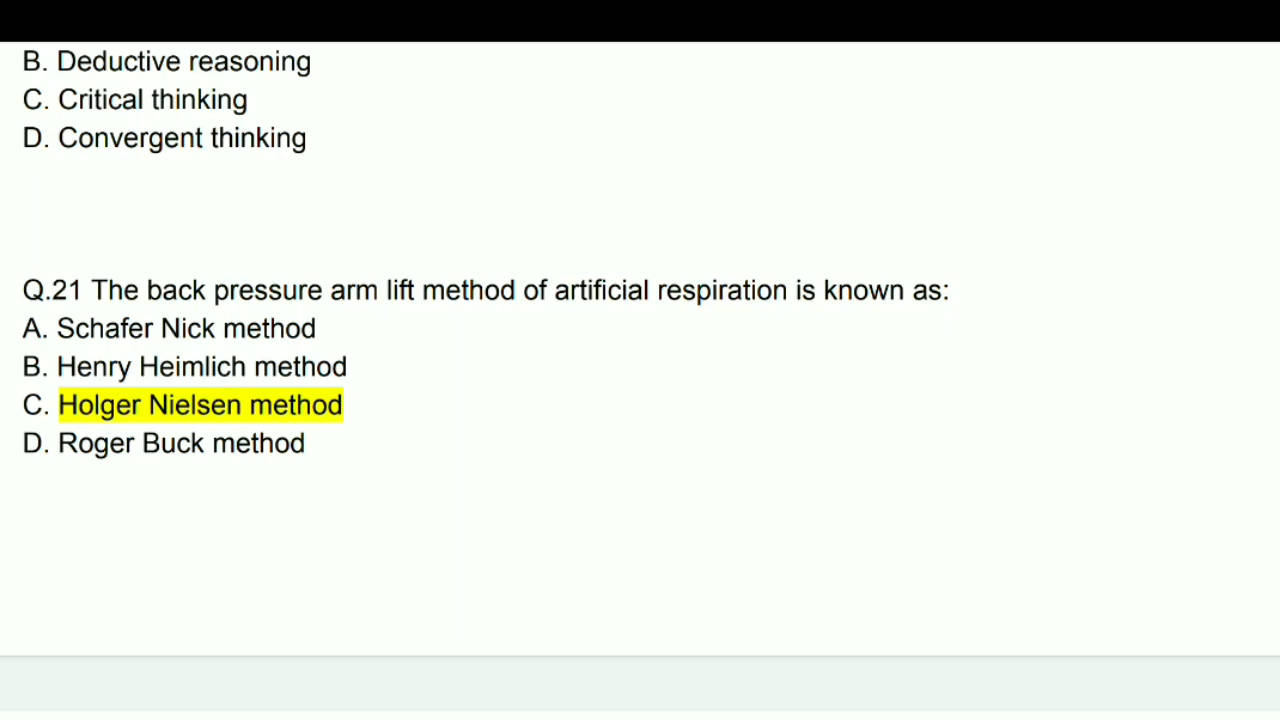 B. Deductive reasoning
C. Critical thinking
D. Convergent thinking
Q.21 The back pressure arm lift method of artificial respiration is known as:
A. Schafer Nick method
B. Henry Heimlich method
C. Holger Nielsen method
D. Roger Buck method